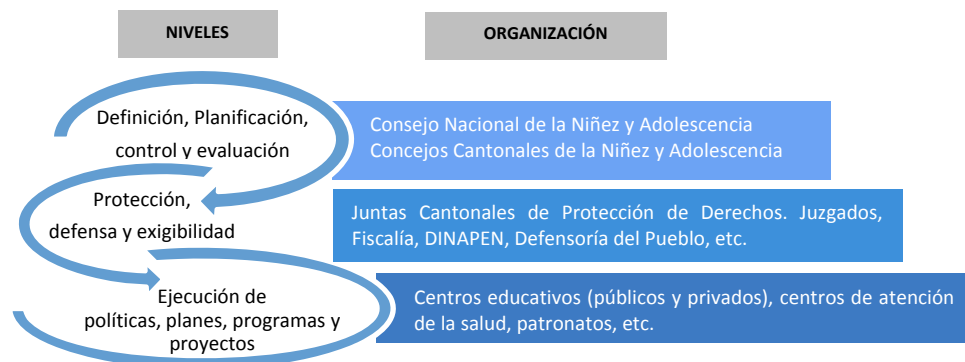 NIVELES
ORGANIZACIÓN
Definición, Planificación,
control y evaluación
Consejo Nacional de la Niñez y Adolescencia
Concejos Cantonales de la Niñez y Adolescencia
Protección,
defensa y exigibilidad
Juntas Cantonales de Protección de Derechos. Juzgados,
Fiscalía, DINAPEN, Defensoría del Pueblo, etc.
Ejecución de
políticas, planes, programas y
proyectos
Centros educativos (públicos y privados), centros de atención
de la salud, patronatos, etc.